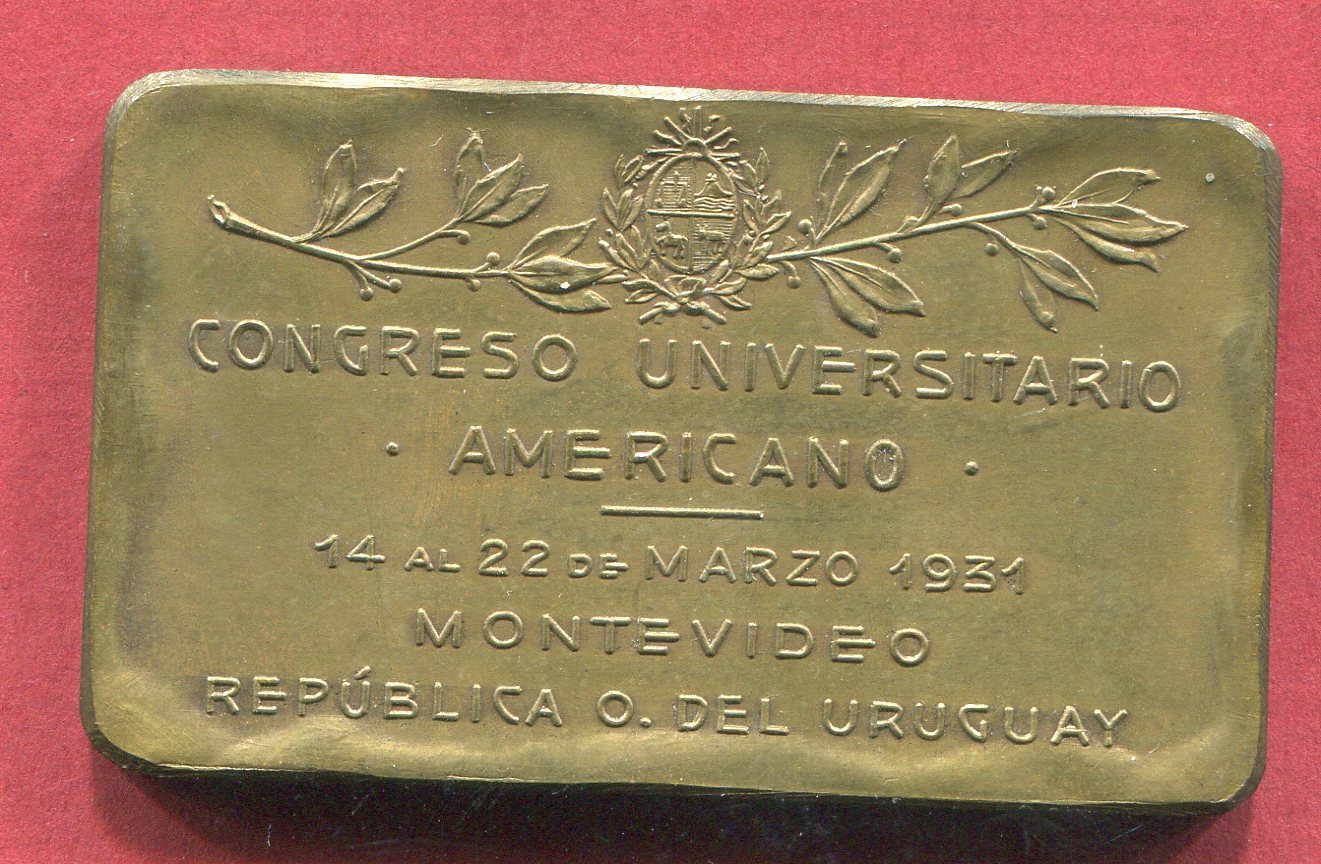 CONGRESO UNIVERSITARIO
· AMERICANO ·
14 AL 22 DE MARZO 1931
MONTEVIDEO
REPÚBLICA O. DEL URUGUAY